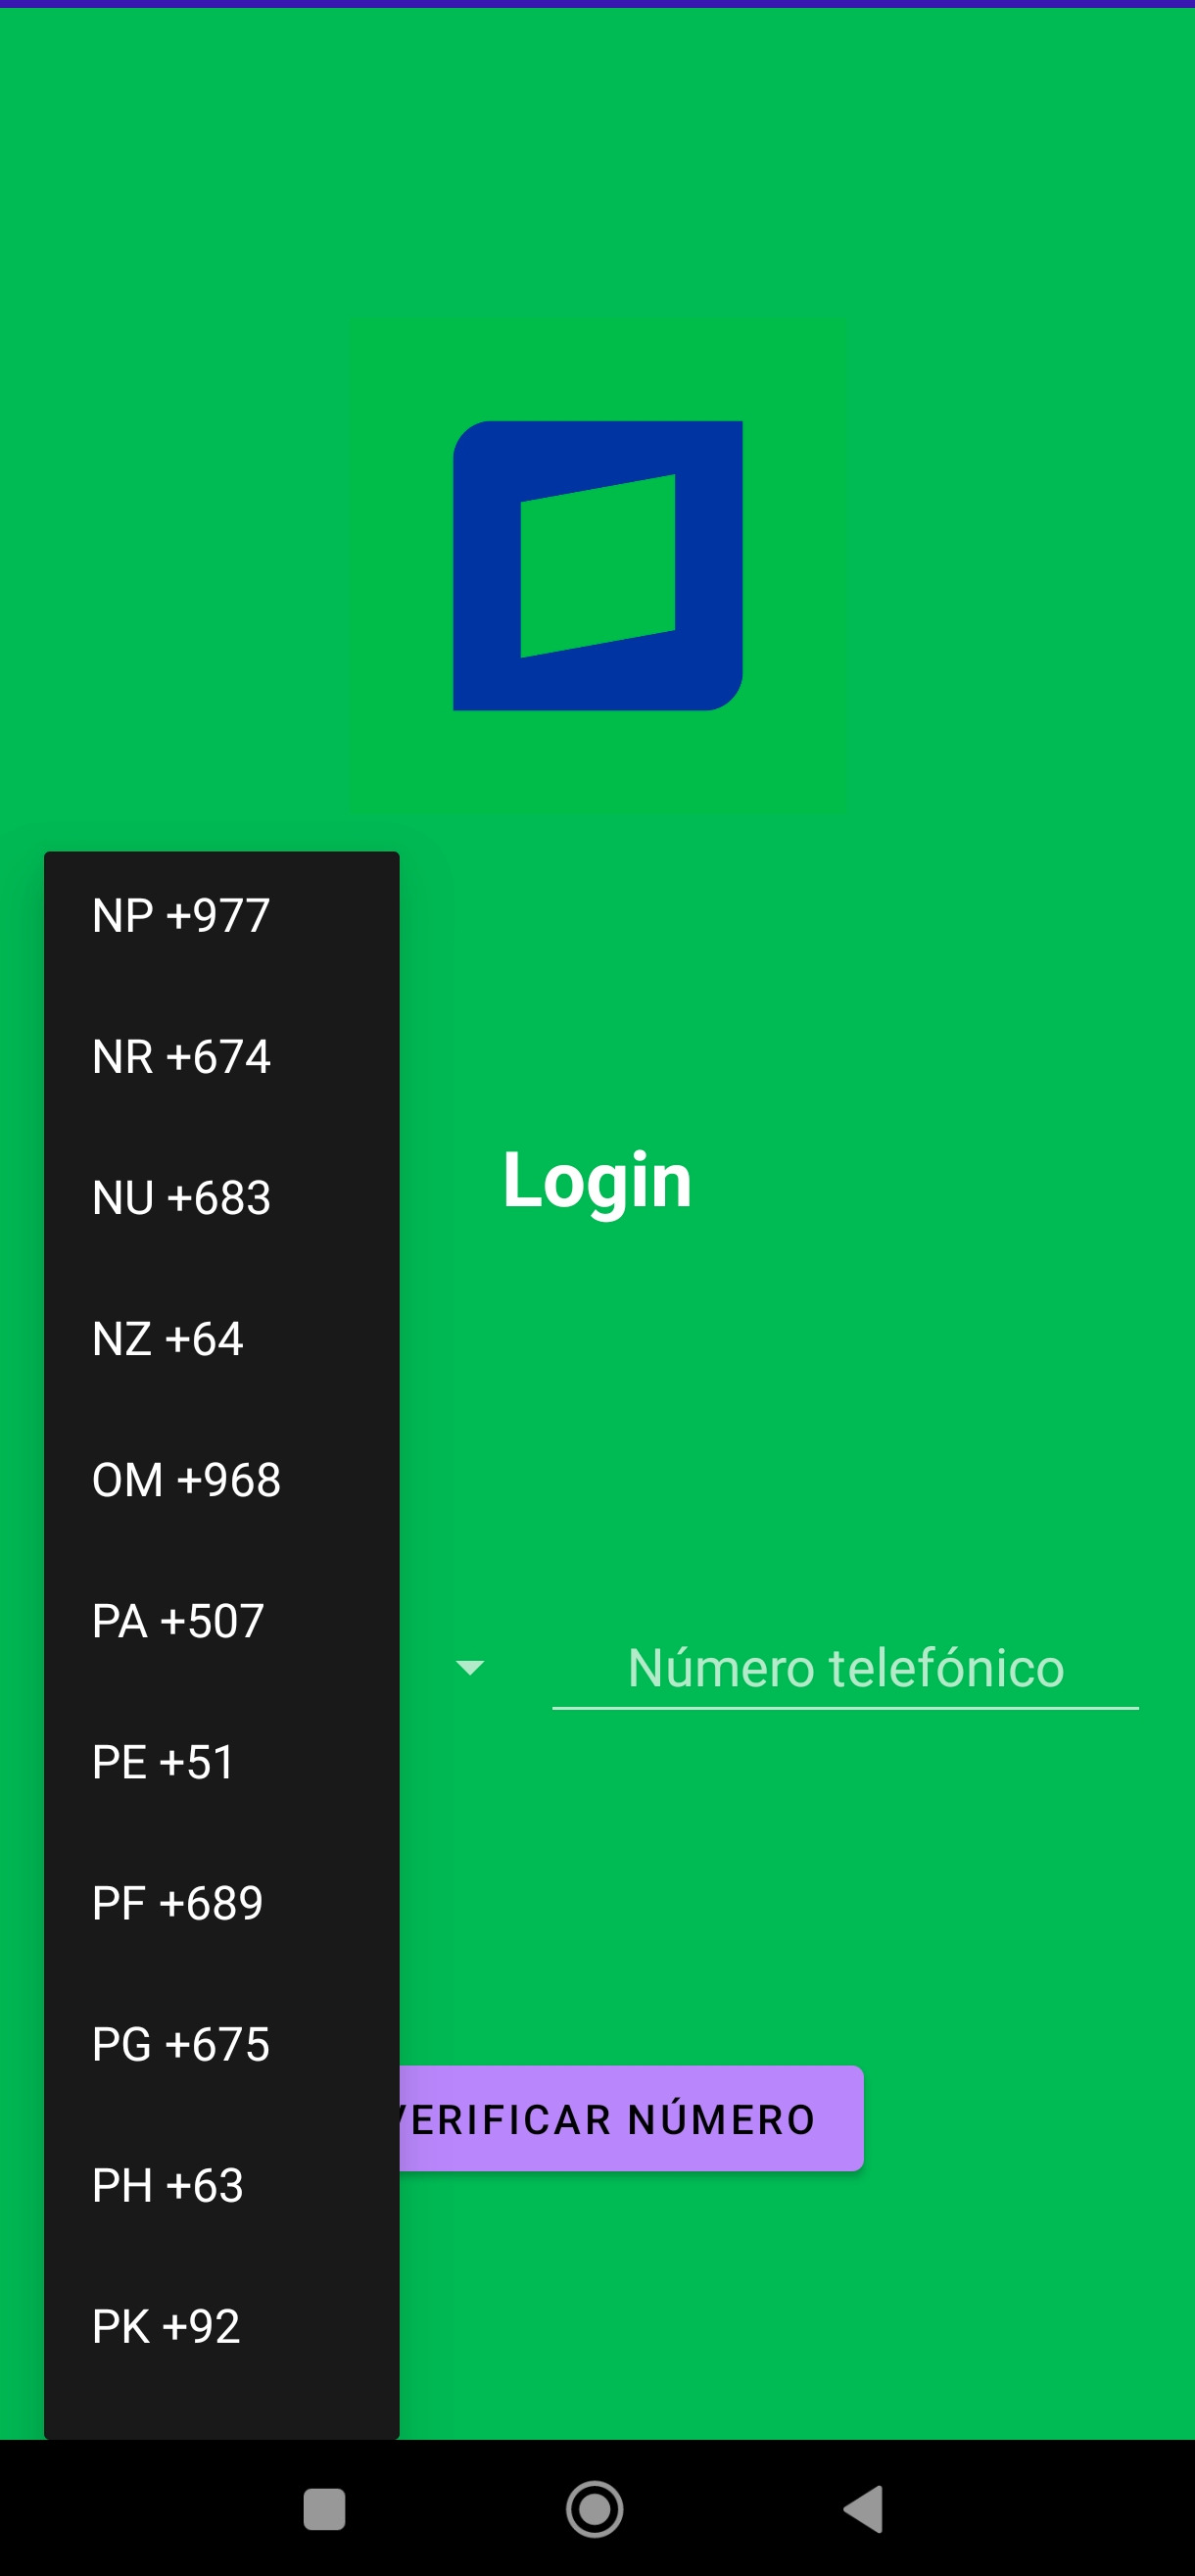 NP +977
NR +674
NU +683
Login
NZ +64
OM +968
PA +507
Número telefónico
PE +51
PF +689
PG +675
VERIFICAR NÚMERO
PH +63
PK +92